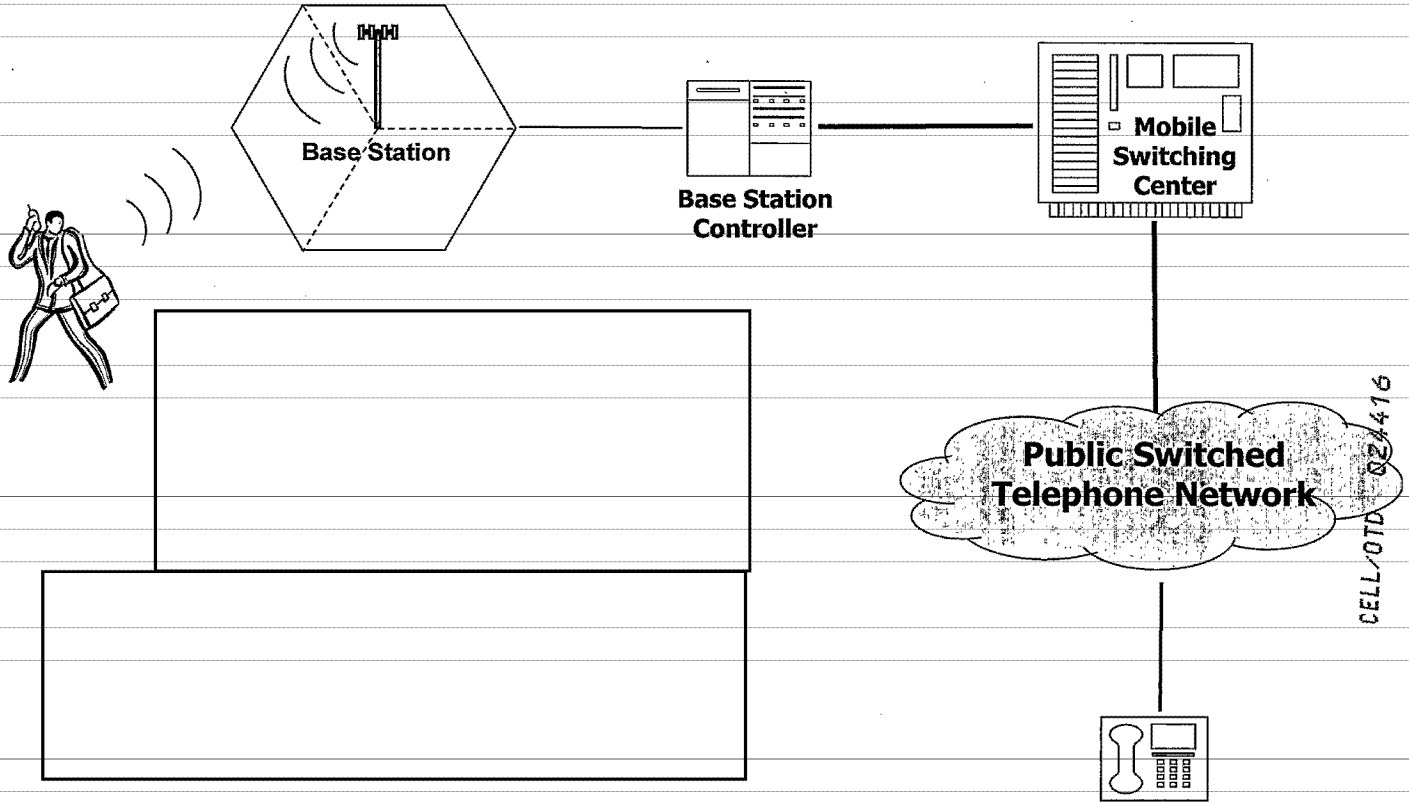 Base Station
Base Station
Controller
Mobile
Switching
Center
Public Switched
Telephone Network
CELL/OTD 024416